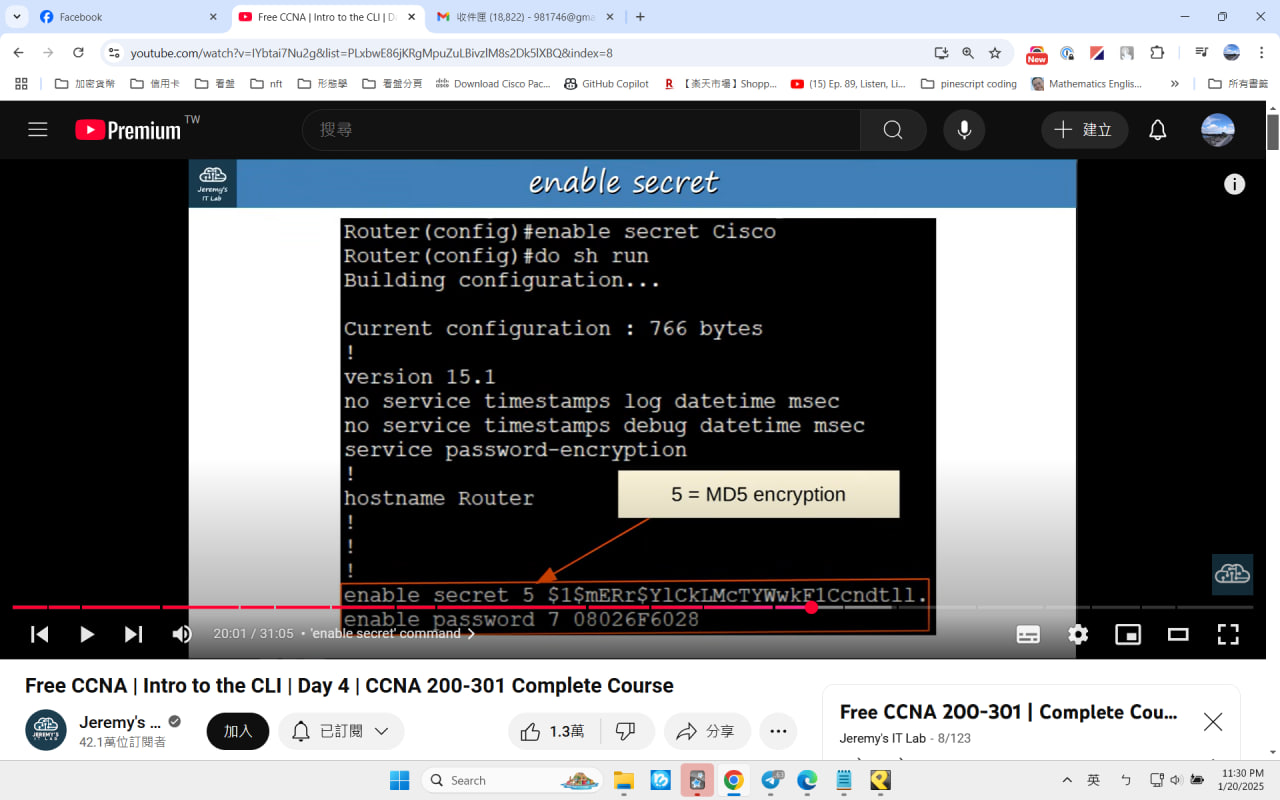 Facebook
Free CCNA | Intro to the CLI | D
收件匣 (18,822) - 981746@gma
youtube.com/watch?v=IYbtai7Nu2g&list=PLxbwE86jKRgMpuZuLBivzlM8s2Dk5lXBQ&index=8
New
加密貨幣
信用卡
看盤
nft
形態學
看盤分頁
Download Cisco Pac...
GitHub Copilot
【楽天市場】Shopp...
(15) Ep. 89, Listen, Li...
pinescript coding
Mathematics Englis...
所有書籤
Premium TW
搜尋
建立
Jeremy's
IT Lab
enable secret
Router(config)#enable secret Cisco
Router(config)#do sh run
Building configuration...
Current configuration : 766 bytes
!
version 15.1
no service timestamps log datetime msec
no service timestamps debug datetime msec
service password-encryption
!
hostname Router
!
!
!
5 = MD5 encryption
enable secret 5 $1$mERr$YlCkLMcTYWwkF1Ccndtll.
enable password 7 08026F6028
20:01 / 31:05 • 'enable secret' command
Free CCNA | Intro to the CLI | Day 4 | CCNA 200-301 Complete Course
JEREMY'S
IT LAB
Jeremy's ...
42.1萬位訂閱者
加入
已訂閱
1.3萬
分享
Free CCNA 200-301 | Complete Cou...
Jeremy's IT Lab - 8/123
Search
英
ㄅ
11:30 PM
1/20/2025